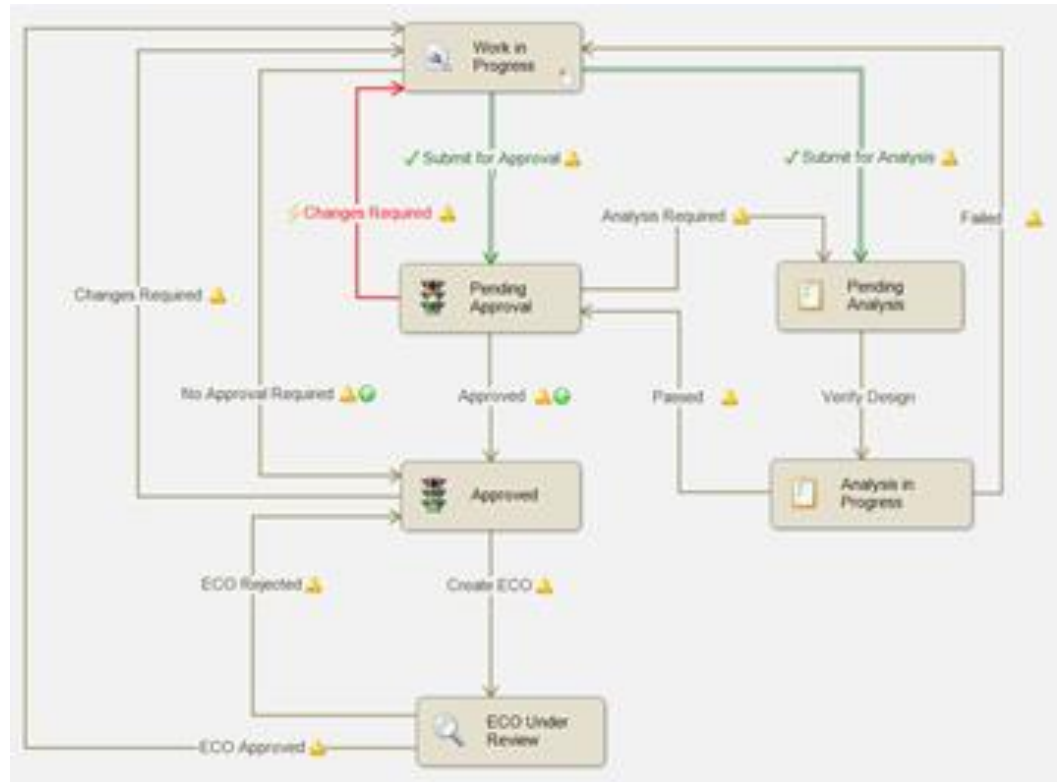 Work in
Progress
Submit for Approval
Submit for Analysis
Changes Required
Analysis Required
Failed
Pending
Approval
Pending
Analysis
Changes Required
No Approval Required
Approved
Passed
Verify Design
Approved
Analysis in
Progress
ECO Rejected
Create ECO
ECO Under
Review
ECO Approved